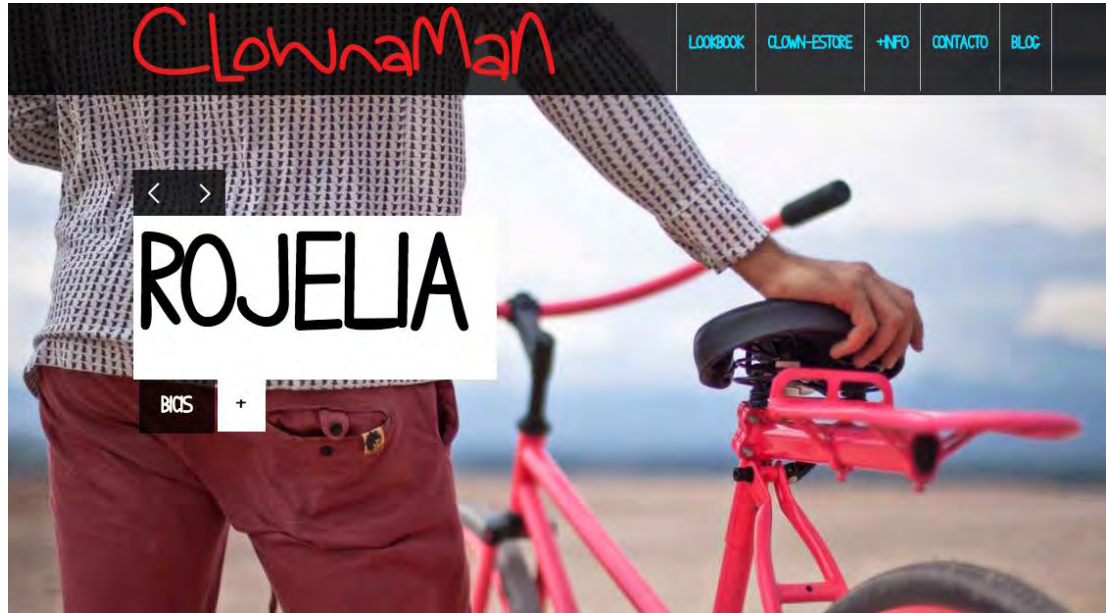 CLownaMan
LOOKBOOK
CLOWN-ESTORE
+INFO
CONTACTO
BLOG
ROJELIA
BICIS
+